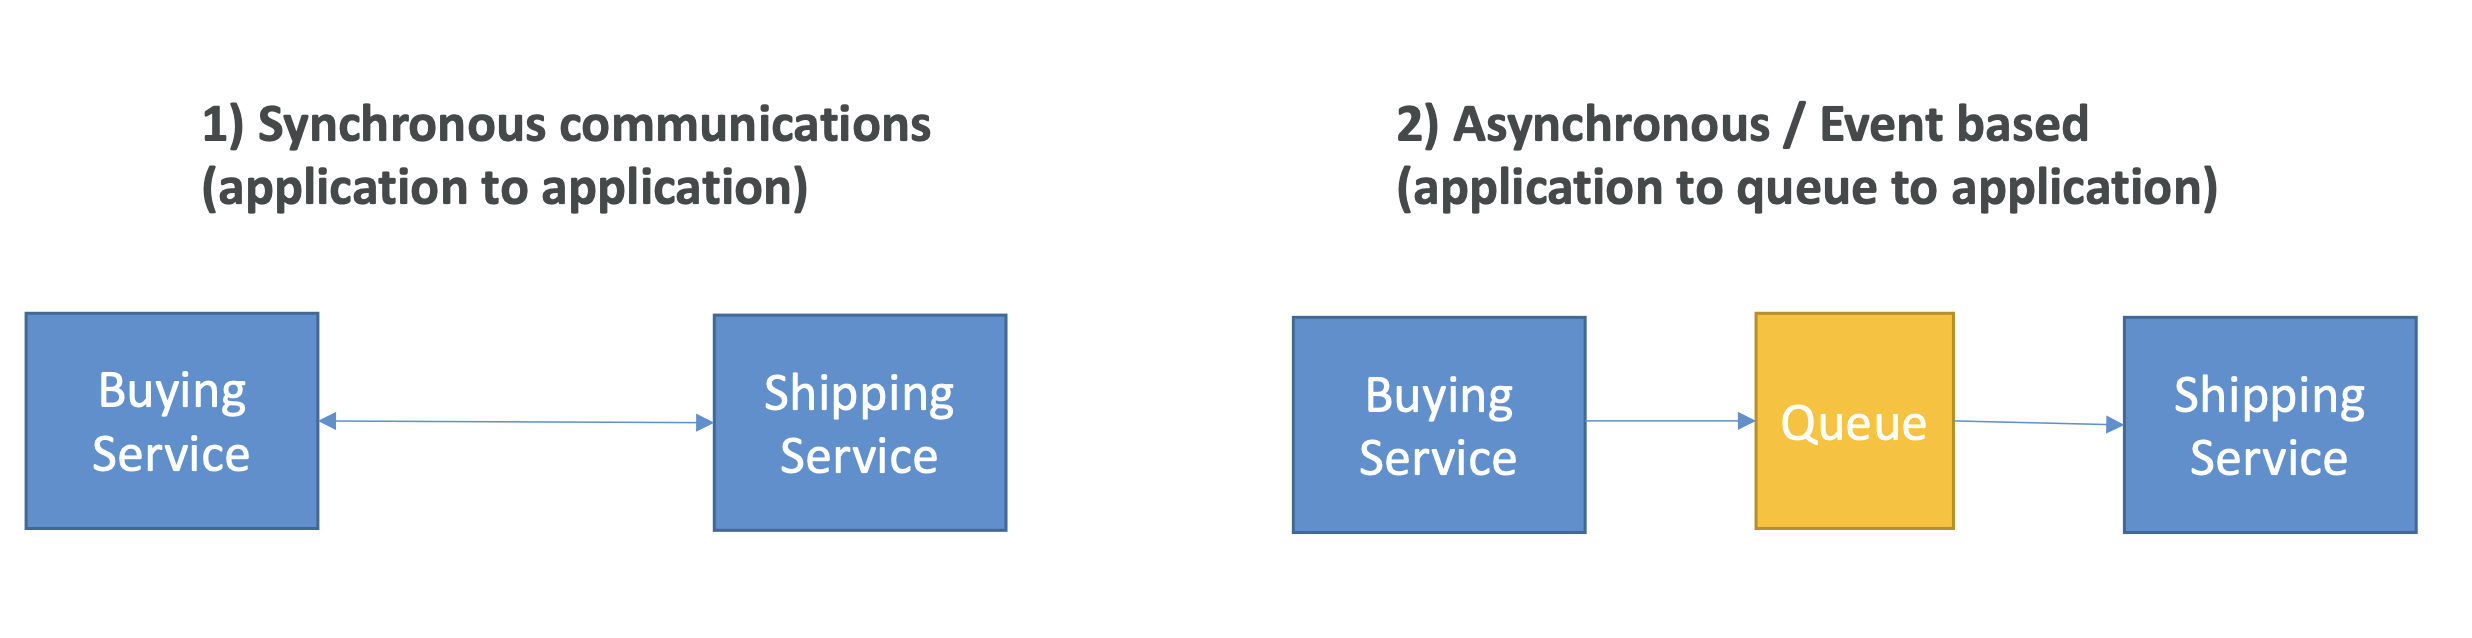 1) Synchronous communications
(application to application)
Buying
Service
Shipping
Service
2) Asynchronous / Event based
(application to queue to application)
Buying
Service
Queue
Shipping
Service